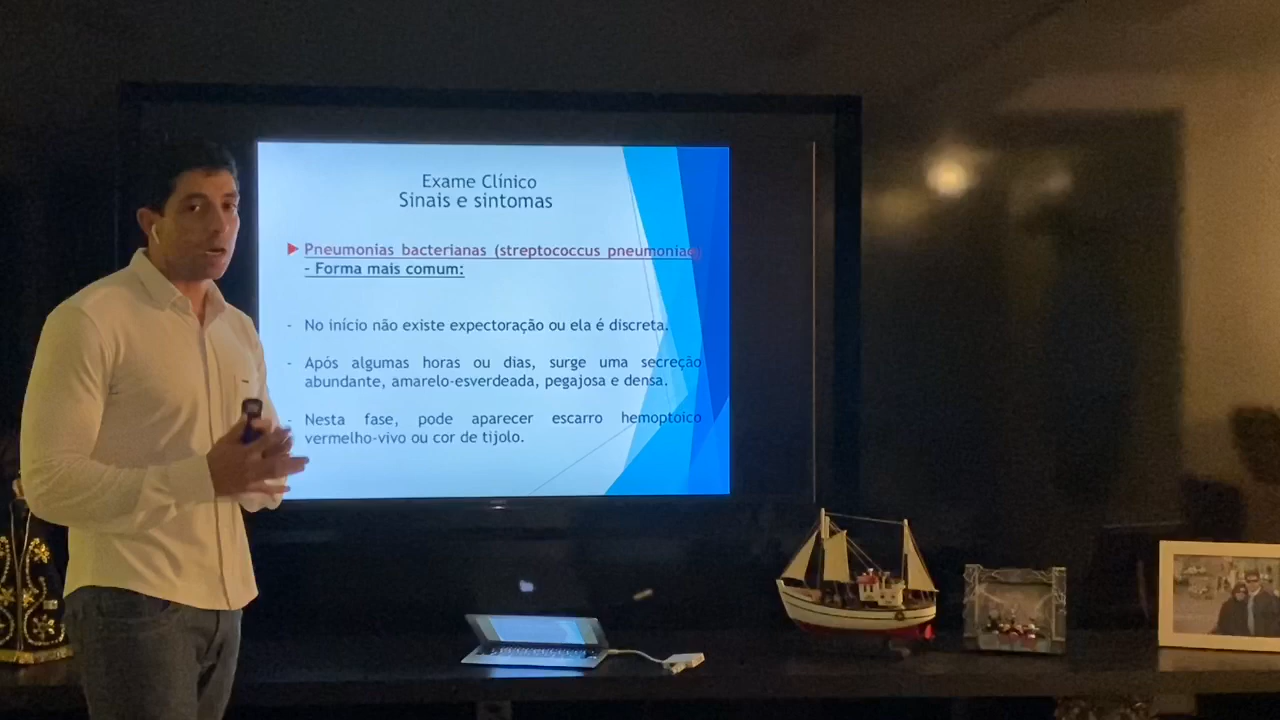 Exame Clínico
Sinais e sintomas
Pneumonias bacterianas (streptococcus pneumoniae)
- Forma mais comum:
- No início não existe expectoração ou ela é discreta.
- Após algumas horas ou dias, surge uma secreção
abundante, amarelo-esverdeada, pegajosa e densa.
- Nesta fase, pode aparecer escarro hemoptoico
vermelho-vivo ou cor de tijolo.